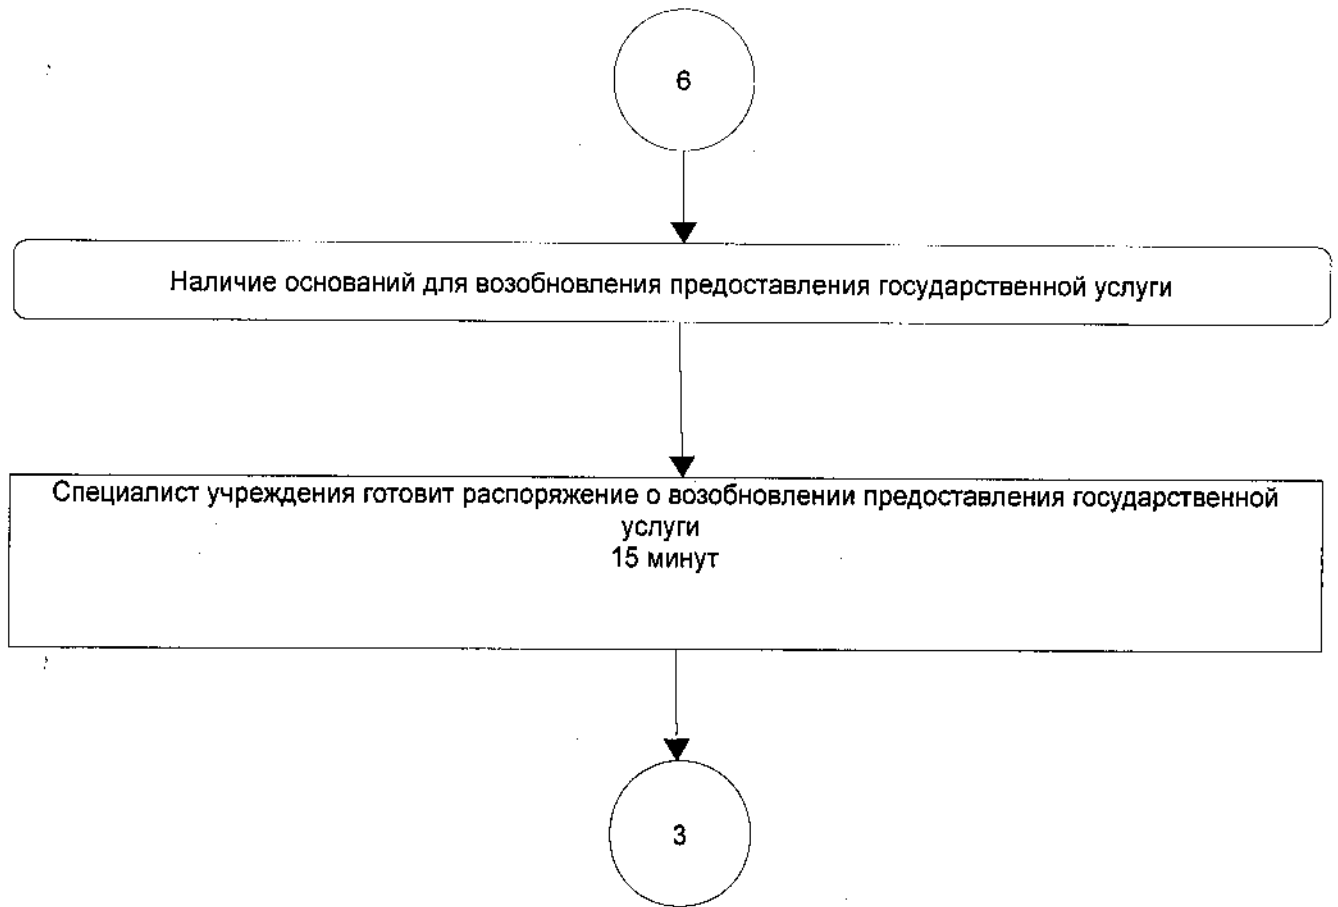 6
Наличие оснований для возобновления предоставления государственной услуги
Специалист учреждения готовит распоряжение о возобновлении предоставления государственной
услуги
15 минут
3